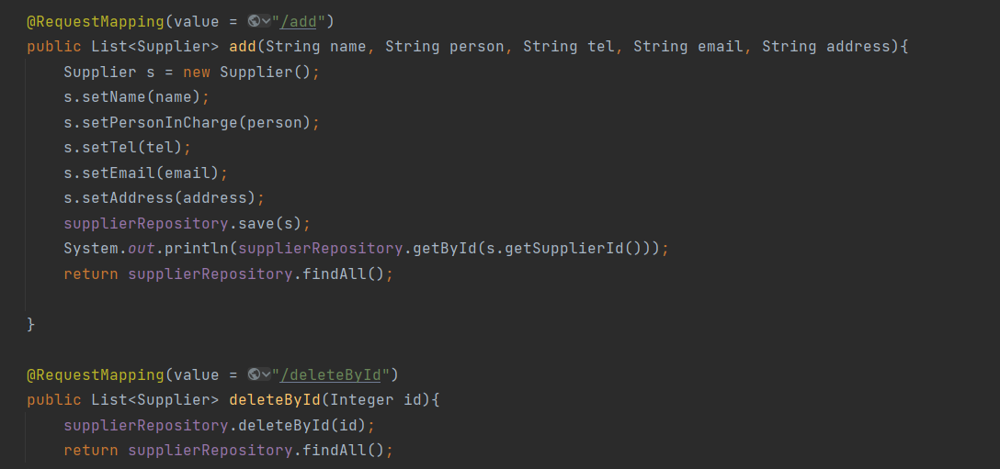 @RequestMapping(value = "/add")
public List<Supplier> add(String name, String person, String tel, String email, String address){
    Supplier s = new Supplier();
    s.setName(name);
    s.setPersonInCharge(person);
    s.setTel(tel);
    s.setEmail(email);
    s.setAddress(address);
    supplierRepository.save(s);
    System.out.println(supplierRepository.getById(s.getSupplierId()));
    return supplierRepository.findAll();
}
@RequestMapping(value = "/deleteById")
public List<Supplier> deleteById(Integer id){
    supplierRepository.deleteById(id);
    return supplierRepository.findAll();